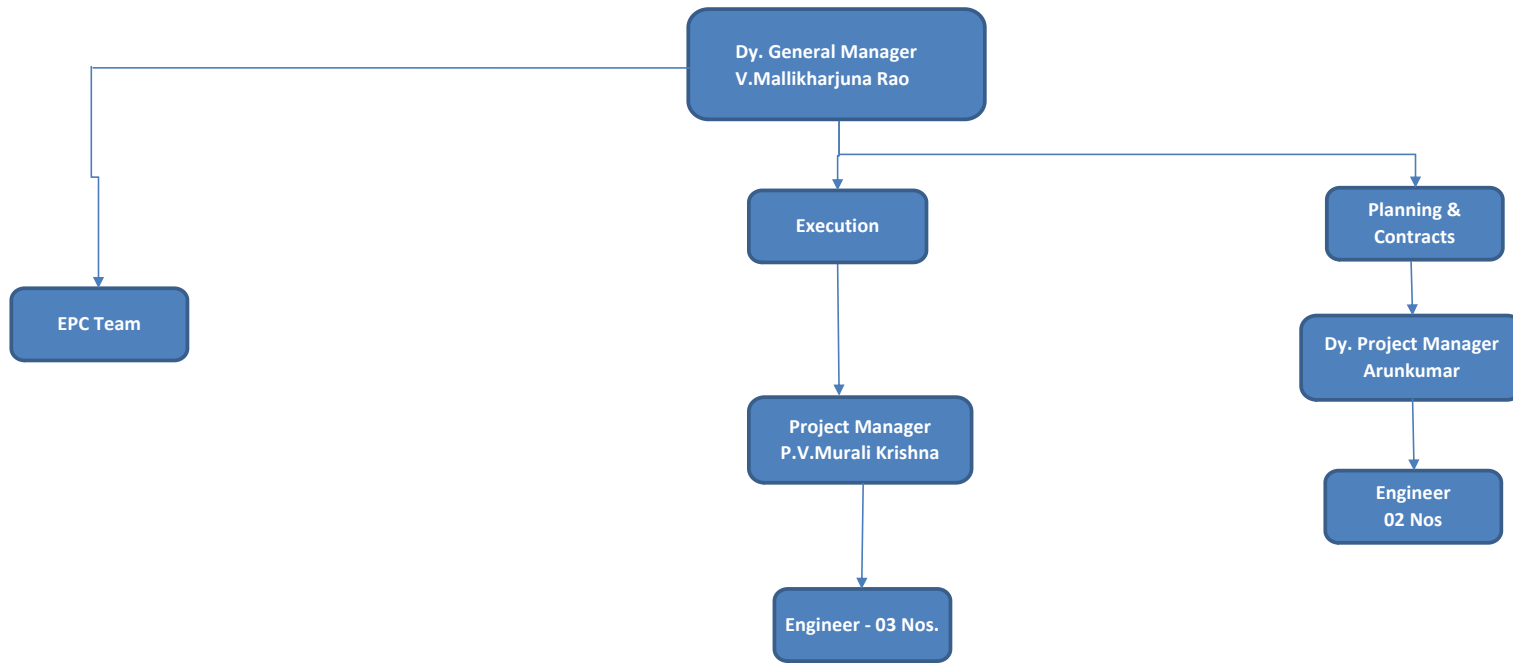 Dy. General Manager
V.Mallikharjuna Rao
Execution
Planning &
Contracts
EPC Team
Dy. Project Manager
Arunkumar
Project Manager
P.V.Murali Krishna
Engineer
02 Nos
Engineer - 03 Nos.